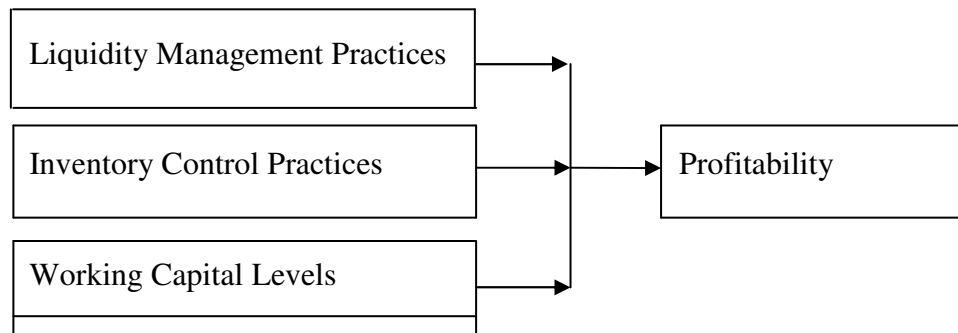 Liquidity Management Practices
Inventory Control Practices
Profitability
Working Capital Levels